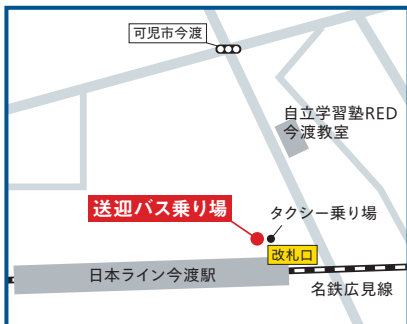 可児市今渡
自立学習塾RED
今渡教室
送迎バス乗り場
タクシー乗り場
改札口
日本ライン今渡駅
名鉄広見線